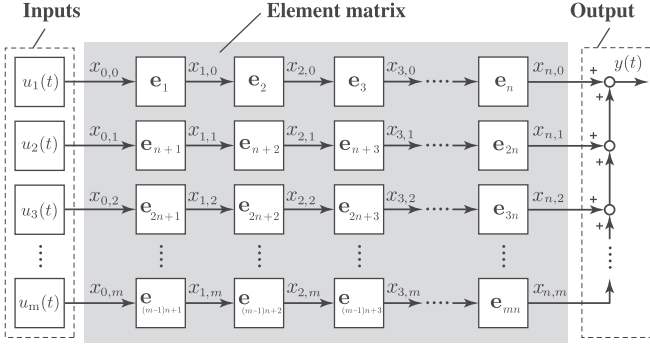 Inputs Element matrix Output
u₁(t) x₀,₀ e₁ x₁,₀ e₂ x₂,₀ e₃ x₃,₀ ····· eₙ xₙ,₀ + y(t)
+
u₂(t) x₀,₁ eₙ₊₁ x₁,₁ eₙ₊₂ x₂,₁ eₙ₊₃ x₃,₁ ····· e₂ₙ xₙ,₁ +
+
u₃(t) x₀,₂ e₂ₙ₊₁ x₁,₂ e₂ₙ₊₂ x₂,₂ e₂ₙ₊₃ x₃,₂ ····· e₃ₙ xₙ,₂ +
+
uₘ(t) x₀,ₘ e₍ₘ₋₁₎ₙ₊₁ x₁,ₘ e₍ₘ₋₁₎ₙ₊₂ x₂,ₘ e₍ₘ₋₁₎ₙ₊₃ x₃,ₘ ····· eₘₙ xₙ,ₘ